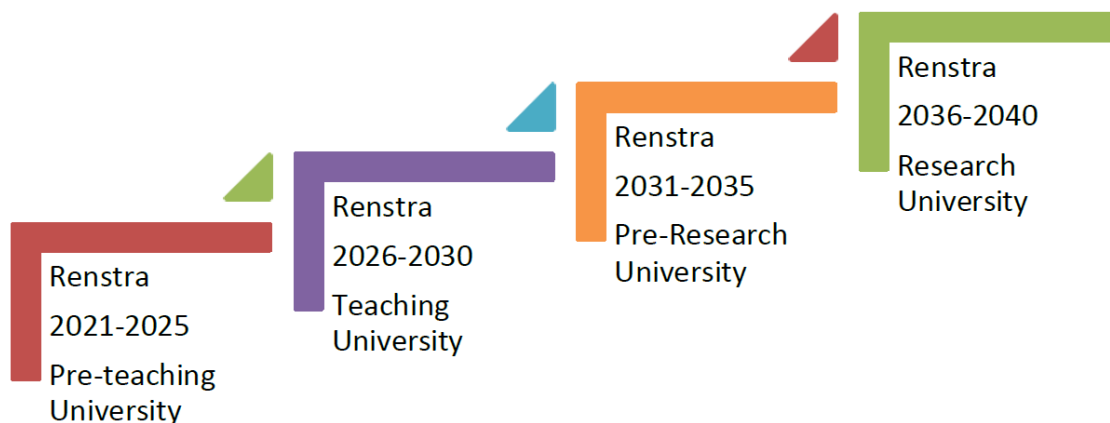 Renstra
2021-2025
Pre-teaching
University
Renstra
2026-2030
Teaching
University
Renstra
2031-2035
Pre-Research
University
Renstra
2036-2040
Research
University